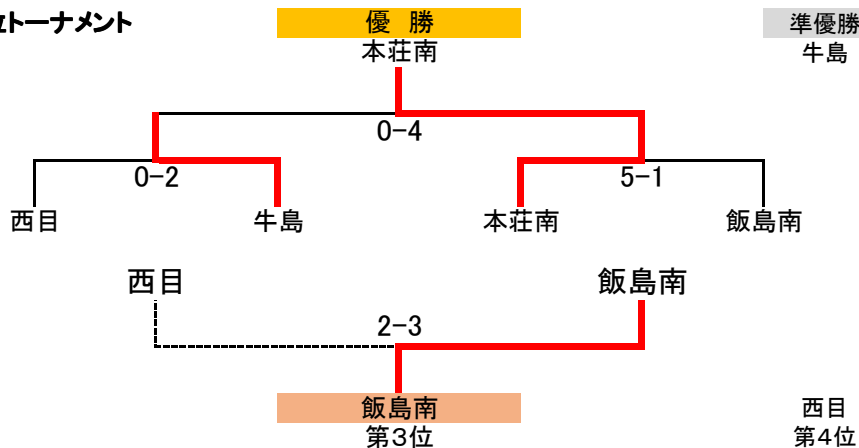 位トーナメント
優 勝
本荘南
準優勝
牛島
0-4
0-2
5-1
西目
牛島
本荘南
飯島南
西目
飯島南
2-3
飯島南
第3位
西目
第4位